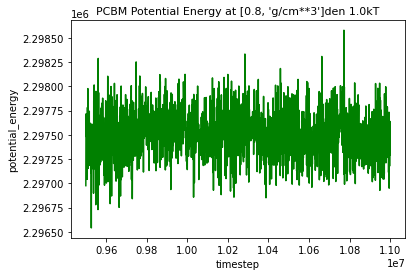 PCBM Potential Energy at [0.8, 'g/cm**3']den 1.0kT
1e6
2.29850
2.29825
2.29800
2.29775
2.29750
2.29725
2.29700
2.29675
2.29650
potential_energy
0.96 0.98 1.00 1.02 1.04 1.06 1.08 1.10
timestep
1e7